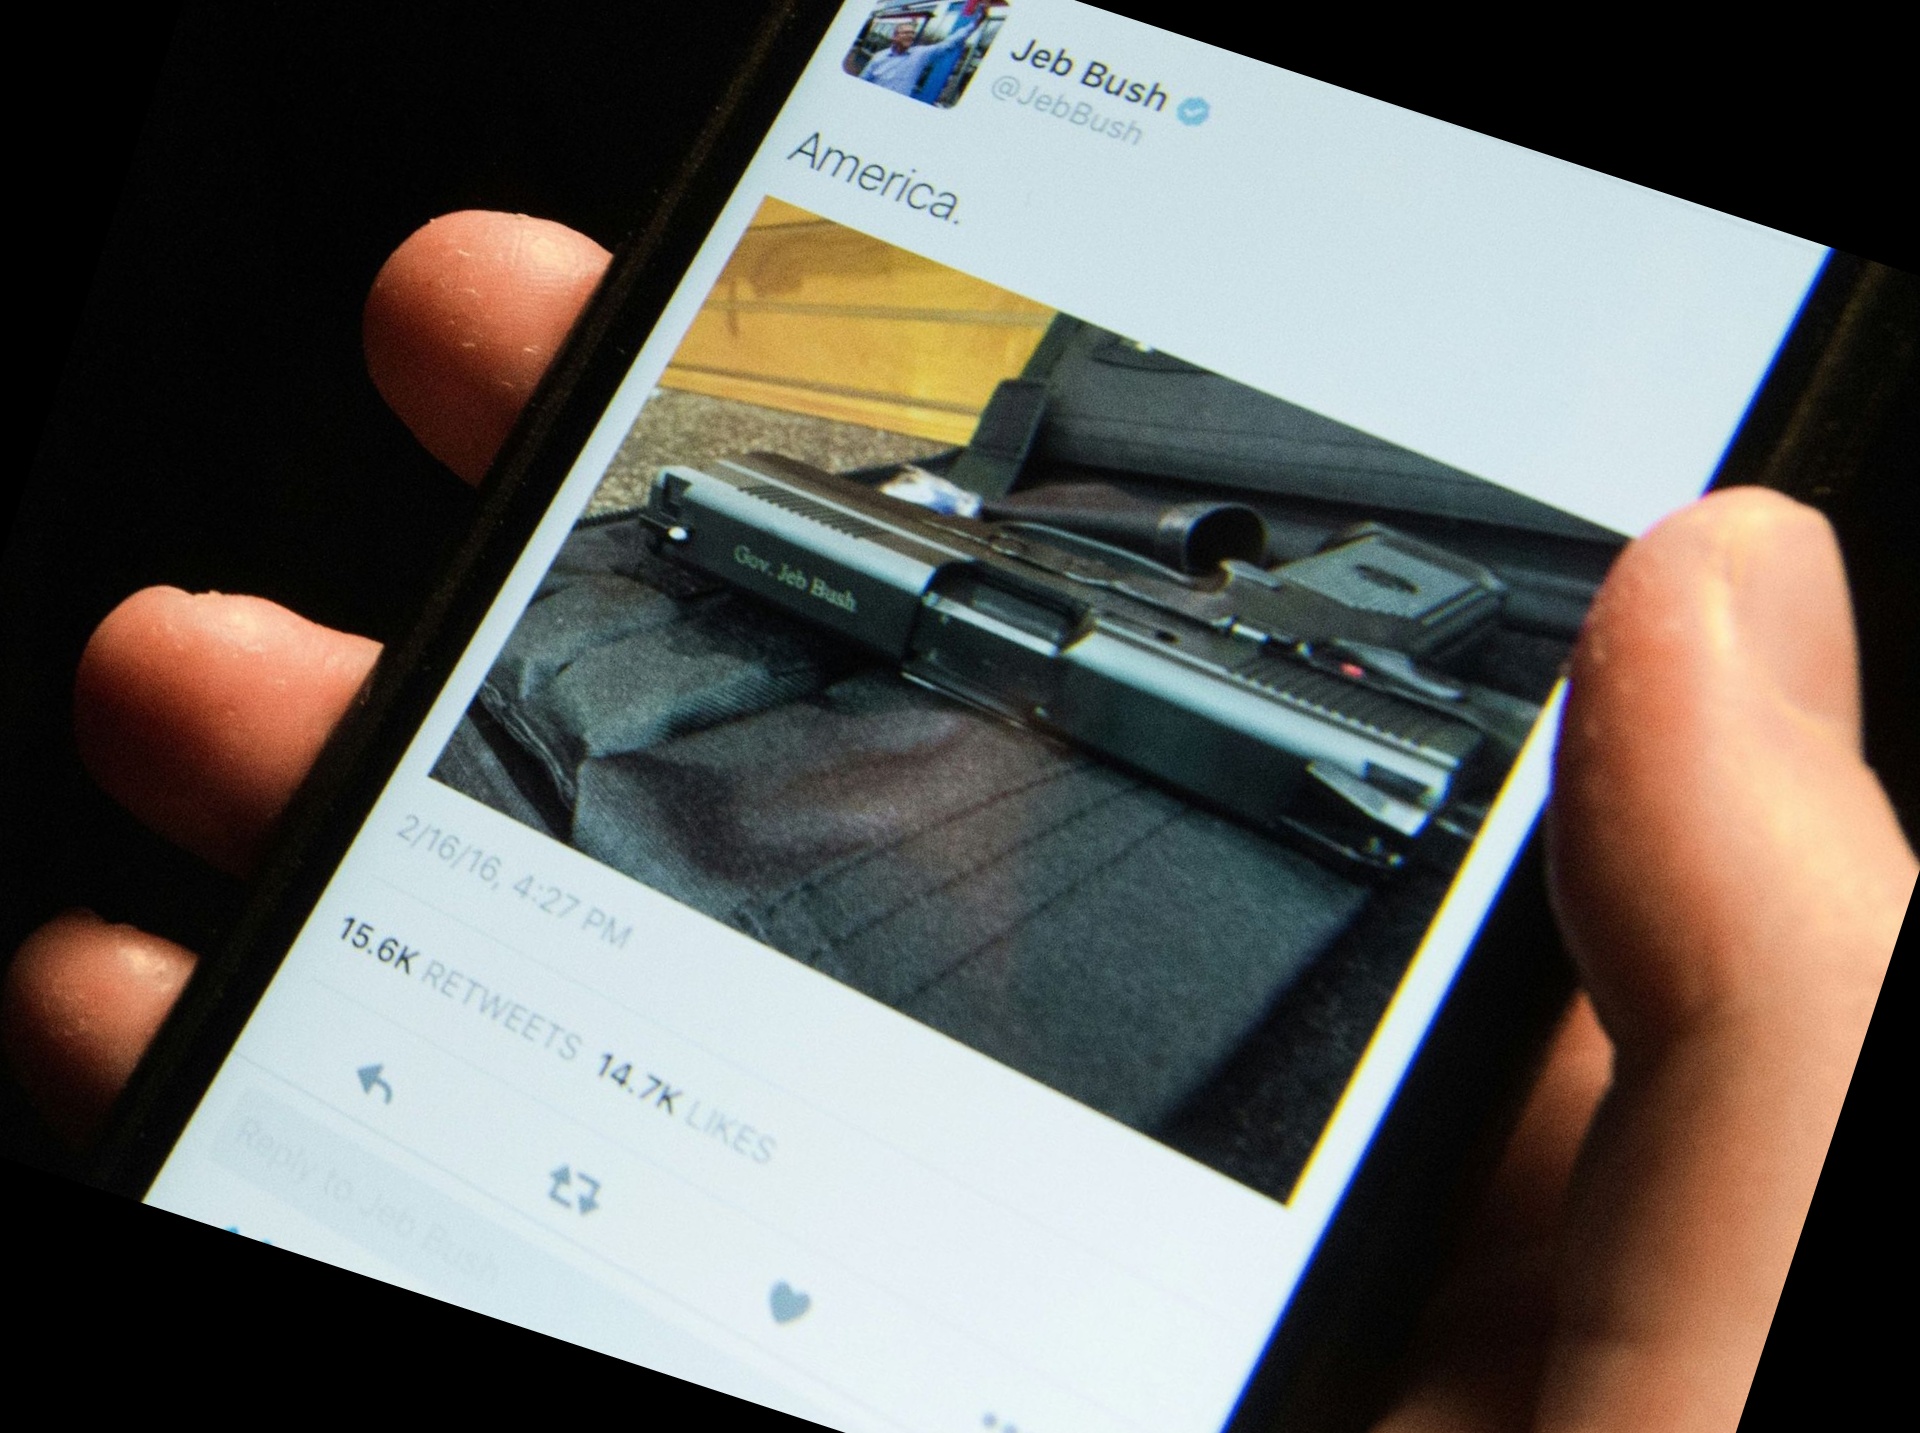 Jeb Bush
@JebBush
America.
Gov. Jeb Bush
2/16/16, 4:27 PM
15.6K RETWEETS 14.7K LIKES
Reply to Jeb Bush